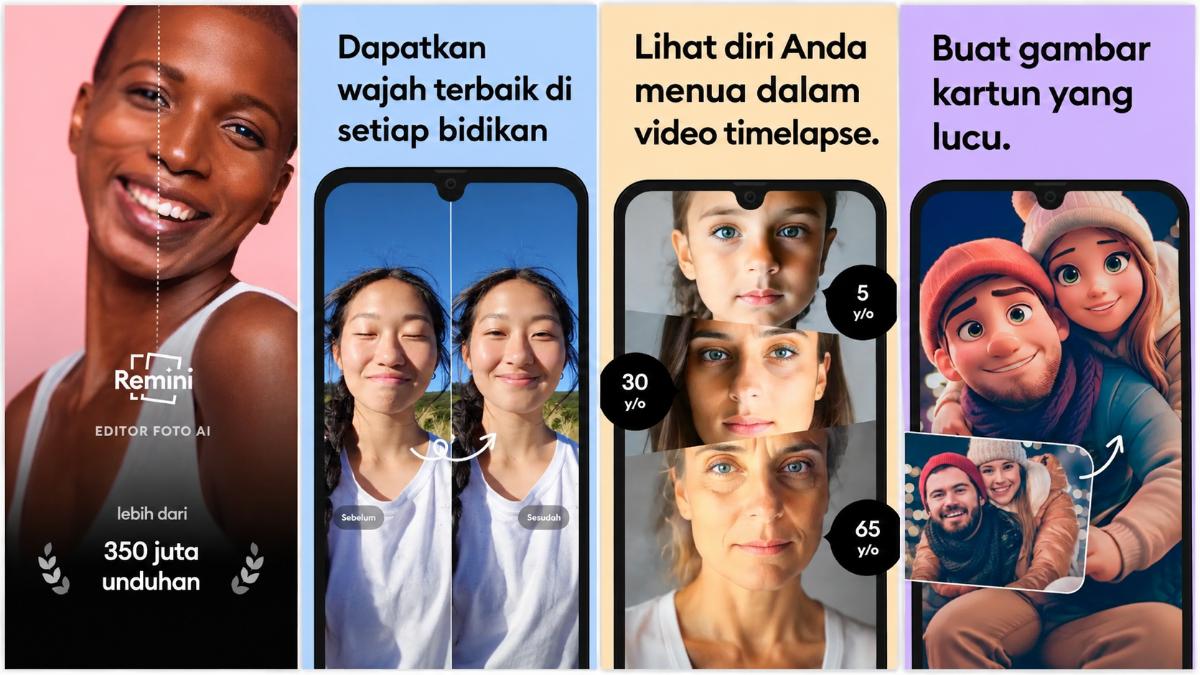 Remini
EDITOR FOTO AI
lebih dari
350 juta
unduhan
Dapatkan
wajah terbaik di
setiap bidikan
Sebelum
Sesudah
Lihat diri Anda
menua dalam
video timelapse.
5
y/o
30
y/o
65
y/o
Buat gambar
kartun yang
lucu.